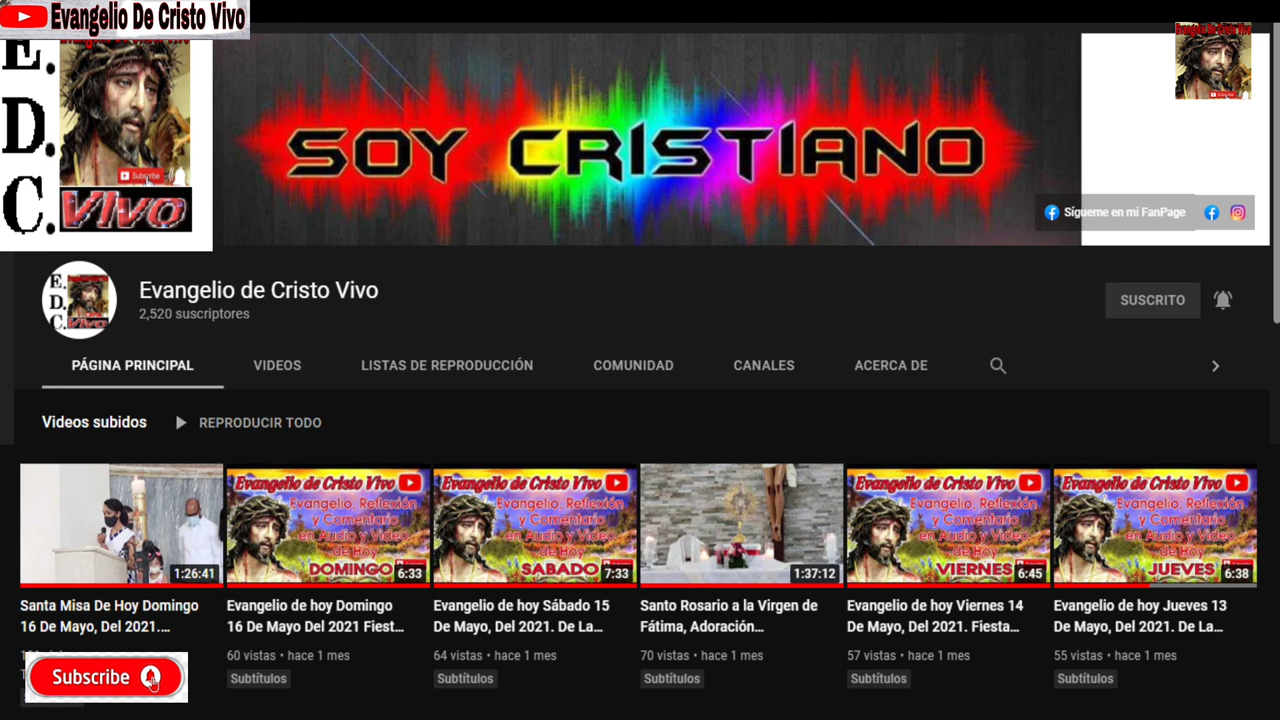 Evangelio De Cristo Vivo
E.
D.
C.
Subscribe
Vivo
SOY CRISTIANO
Evangelio de Cristo Vivo
Sígueme en mi FanPage
Evangelio de Cristo Vivo
2,520 suscriptores
SUSCRITO
E.
D.
C.
Vivo
PÁGINA PRINCIPAL
VIDEOS
LISTAS DE REPRODUCCIÓN
COMUNIDAD
CANALES
ACERCA DE
Videos subidos
REPRODUCIR TODO
1:26:41
Santa Misa De Hoy Domingo
16 De Mayo, Del 2021....
Evangelio de Cristo Vivo
Evangelio, Reflexión
y Comentario
en Audio y Video
de Hoy
DOMINGO
6:33
Evangelio de hoy Domingo
16 De Mayo Del 2021 Fiest...
60 vistas • hace 1 mes
Subtítulos
Evangelio de Cristo Vivo
Evangelio, Reflexión
y Comentario
en Audio y Video
de Hoy
SABADO
7:33
Evangelio de hoy Sábado 15
De Mayo, Del 2021. De La...
64 vistas • hace 1 mes
Subtítulos
1:37:12
Santo Rosario a la Virgen de
Fátima, Adoración...
70 vistas • hace 1 mes
Subtítulos
Evangelio de Cristo Vivo
Evangelio, Reflexión
y Comentario
en Audio y Video
de Hoy
VIERNES
6:45
Evangelio de hoy Viernes 14
De Mayo, Del 2021. Fiesta...
57 vistas • hace 1 mes
Subtítulos
Evangelio de Cristo Vivo
Evangelio, Reflexión
y Comentario
en Audio y Video
de Hoy
JUEVES
6:38
Evangelio de hoy Jueves 13
De Mayo, Del 2021. De La...
55 vistas • hace 1 mes
Subtítulos
Subscribe